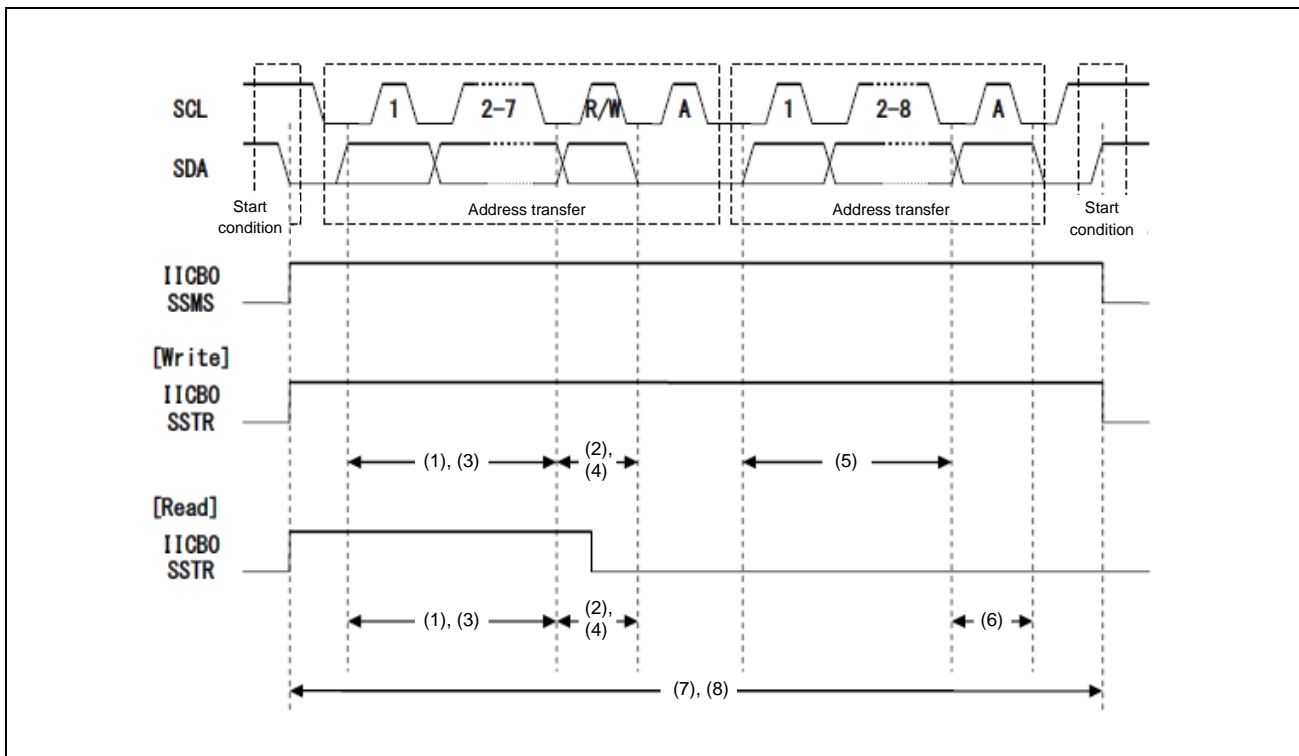 SCL
1
2-7
R/W
A
1
2-8
A
SDA
Start
condition
Address transfer
Address transfer
Start
condition
IICB0
SSMS
[Write]
IICB0
SSTR
(1), (3)
(2),
(4)
(5)
[Read]
IICB0
SSTR
(1), (3)
(2),
(4)
(6)
(7), (8)